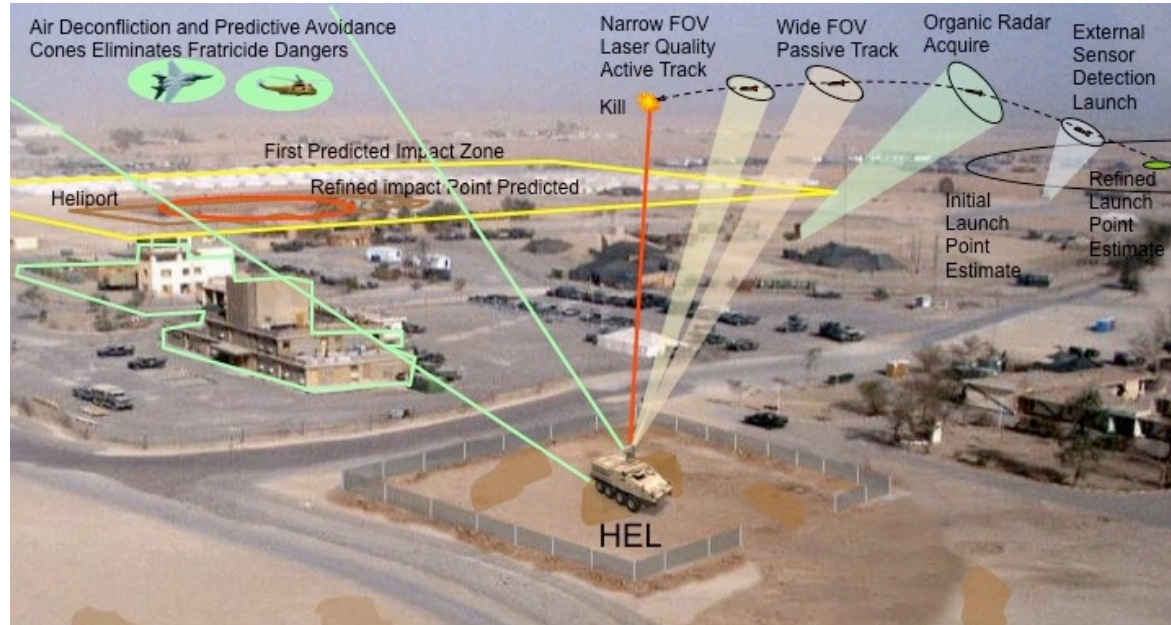 Air Deconfliction and Predictive Avoidance
Cones Eliminates Fratricide Dangers
Narrow FOV
Laser Quality
Active Track
Wide FOV
Passive Track
Organic Radar
Acquire
External
Sensor
Detection
Launch
Kill
First Predicted Impact Zone
Heliport
Refined Impact Point Predicted
Initial
Launch
Point
Estimate
Refined
Launch
Point
Estimate
HEL